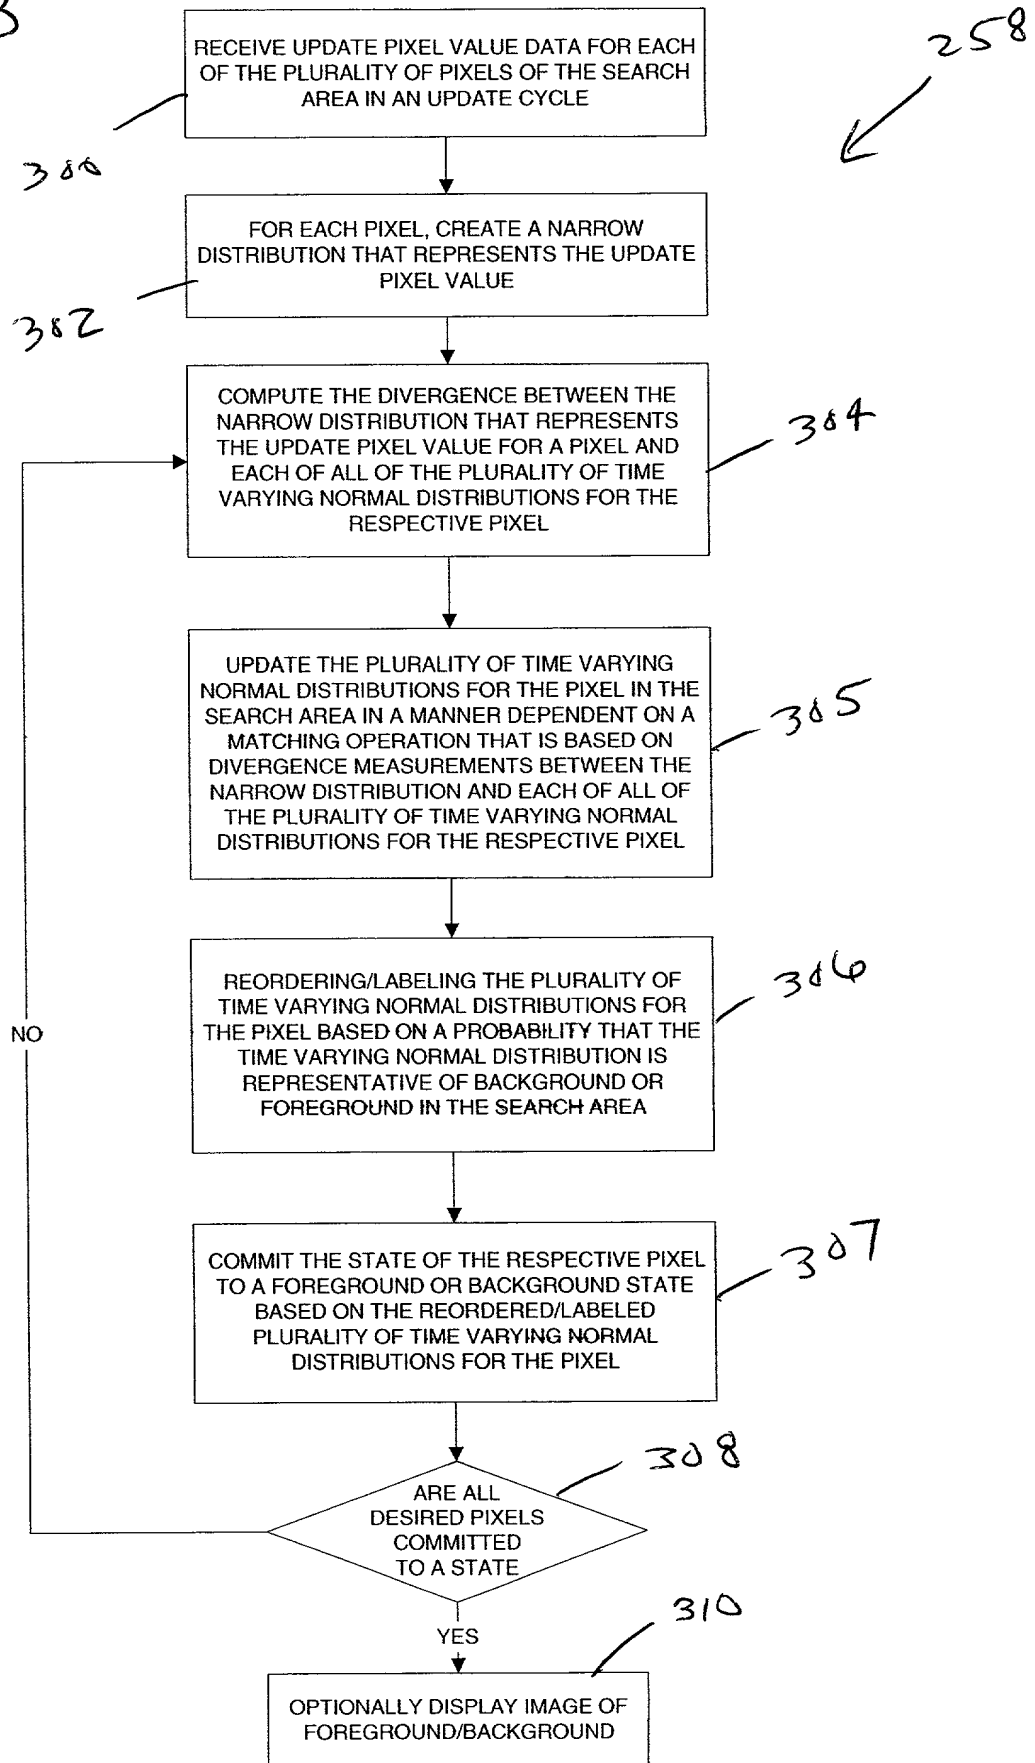 258
RECEIVE UPDATE PIXEL VALUE DATA FOR EACH
OF THE PLURALITY OF PIXELS OF THE SEARCH
AREA IN AN UPDATE CYCLE
300
FOR EACH PIXEL, CREATE A NARROW
DISTRIBUTION THAT REPRESENTS THE UPDATE
PIXEL VALUE
302
COMPUTE THE DIVERGENCE BETWEEN THE
NARROW DISTRIBUTION THAT REPRESENTS
THE UPDATE PIXEL VALUE FOR A PIXEL AND
EACH OF ALL OF THE PLURALITY OF TIME
VARYING NORMAL DISTRIBUTIONS FOR THE
RESPECTIVE PIXEL
304
UPDATE THE PLURALITY OF TIME VARYING
NORMAL DISTRIBUTIONS FOR THE PIXEL IN THE
SEARCH AREA IN A MANNER DEPENDENT ON A
MATCHING OPERATION THAT IS BASED ON
DIVERGENCE MEASUREMENTS BETWEEN THE
NARROW DISTRIBUTION AND EACH OF ALL OF
THE PLURALITY OF TIME VARYING NORMAL
DISTRIBUTIONS FOR THE RESPECTIVE PIXEL
305
REORDERING/LABELING THE PLURALITY OF
TIME VARYING NORMAL DISTRIBUTIONS FOR
THE PIXEL BASED ON A PROBABILITY THAT THE
TIME VARYING NORMAL DISTRIBUTION IS
REPRESENTATIVE OF BACKGROUND OR
FOREGROUND IN THE SEARCH AREA
306
NO
COMMIT THE STATE OF THE RESPECTIVE PIXEL
TO A FOREGROUND OR BACKGROUND STATE
BASED ON THE REORDERED/LABELED
PLURALITY OF TIME VARYING NORMAL
DISTRIBUTIONS FOR THE PIXEL
307
ARE ALL
DESIRED PIXELS
COMMITTED
TO A STATE
308
YES
310
OPTIONALLY DISPLAY IMAGE OF
FOREGROUND/BACKGROUND